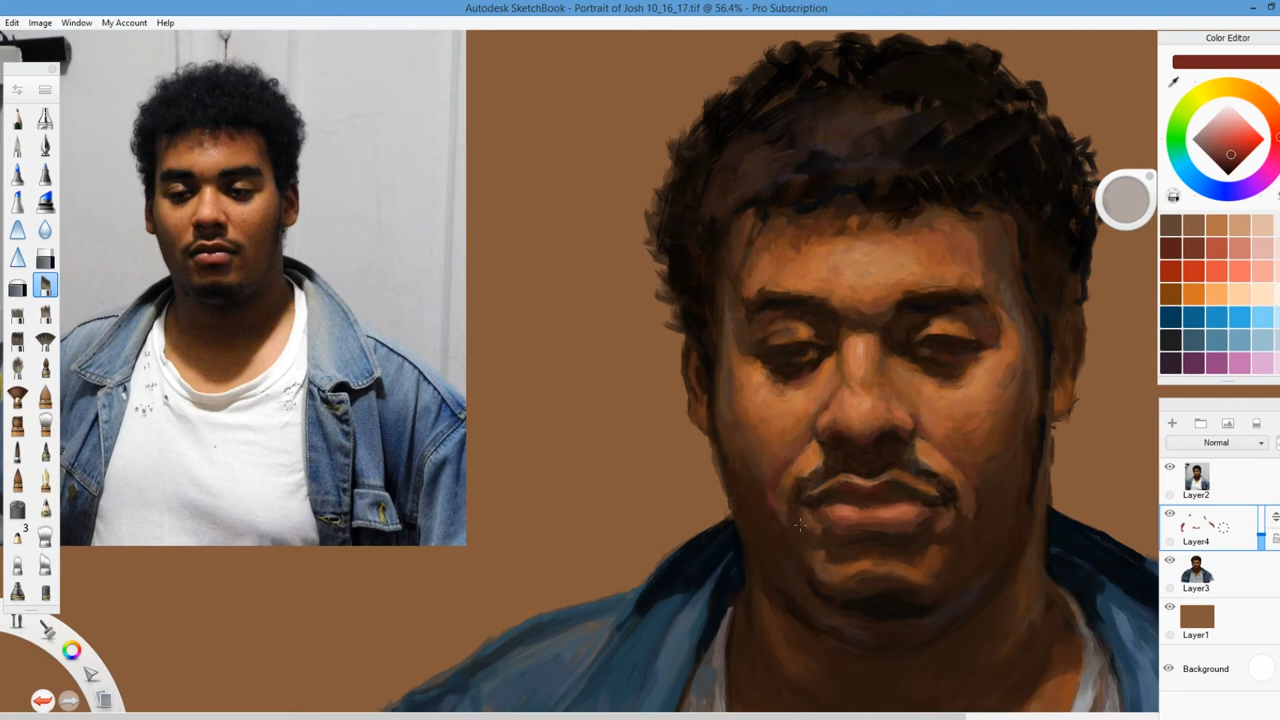 Autodesk SketchBook - Portrait of Josh 10_16_17.tif @ 56.4% - Pro Subscription
Edit Image Window My Account Help
Color Editor
Normal
Layer2
Layer4
Layer3
Layer1
Background
3